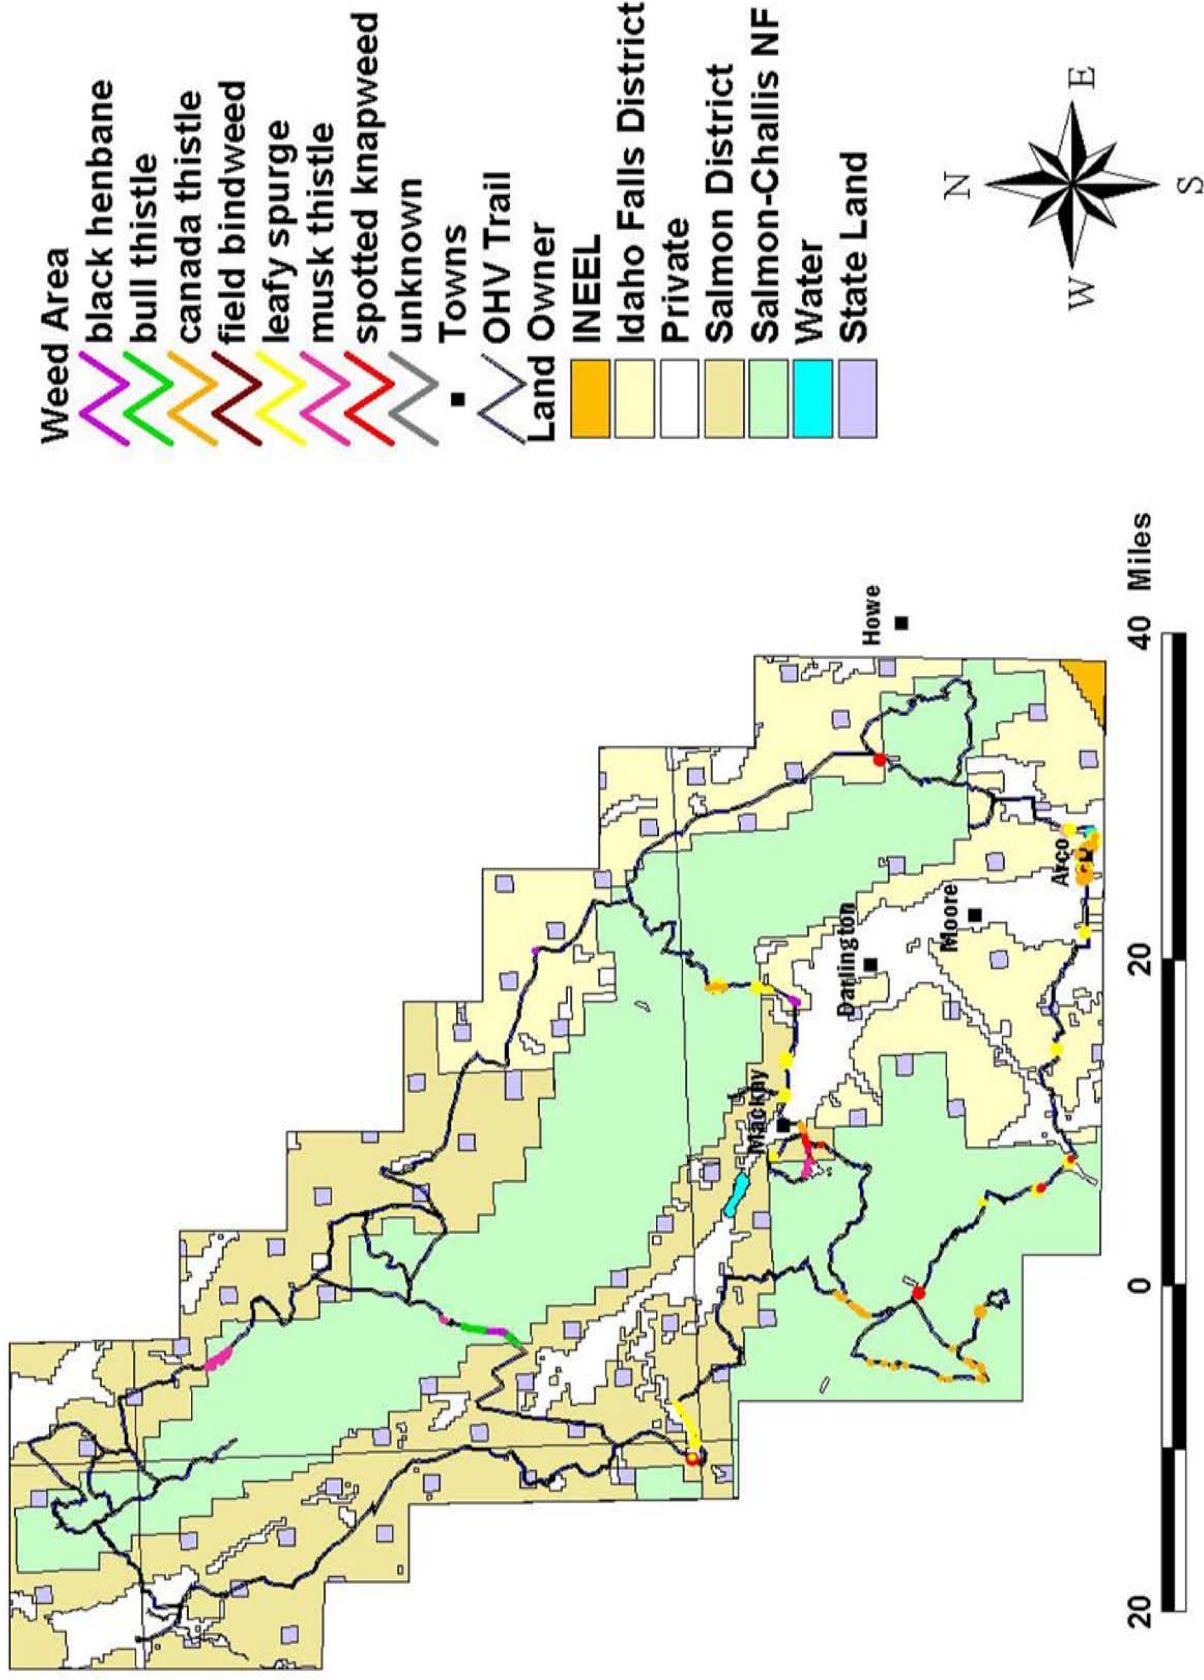 Weed Area
black henbane
bull thistle
canada thistle
field bindweed
leafy spurge
musk thistle
spotted knapweed
unknown
Towns
OHV Trail
Land Owner
INEEL
Idaho Falls District
Private
Salmon District
Salmon-Challis NF
Water
State Land
N
W
E
S
Howe
Arco
Moore
Darlington
Mackay
20
0
20
40 Miles